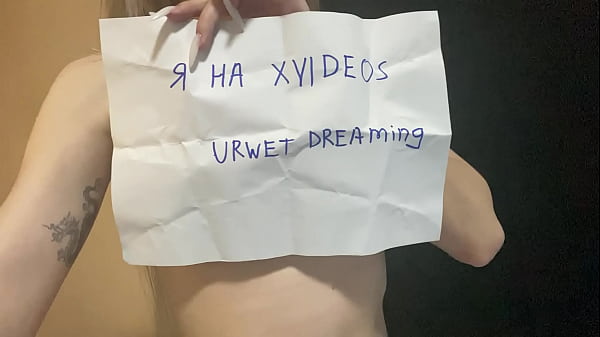 Я НА XVIDEOS
URWET DREAMING